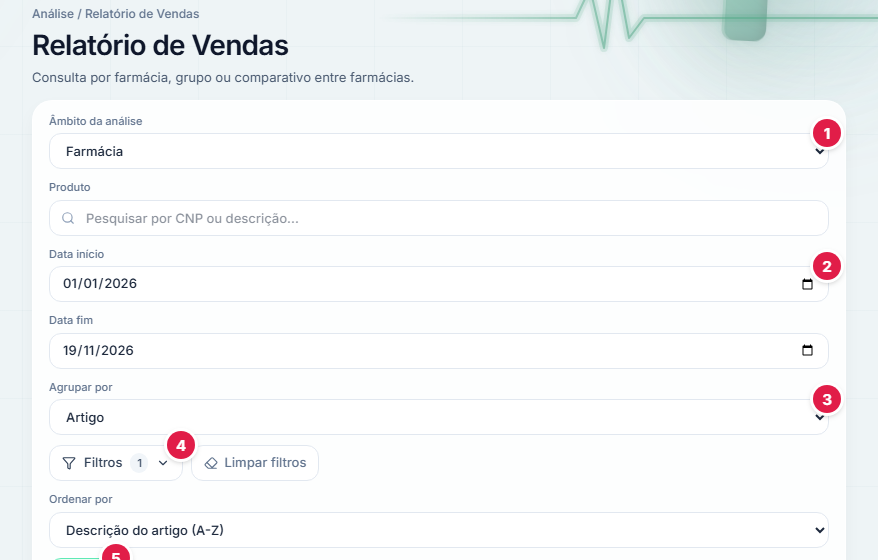 Análise / Relatório de Vendas
Relatório de Vendas
Consulta por farmácia, grupo ou comparativo entre farmácias.
Âmbito da análise
1
Farmácia
Produto
Pesquisar por CNP ou descrição...
Data início
2
01/01/2026
Data fim
19/11/2026
Agrupar por
3
Artigo
4
Filtros 1
Limpar filtros
Ordenar por
Descrição do artigo (A-Z)
5